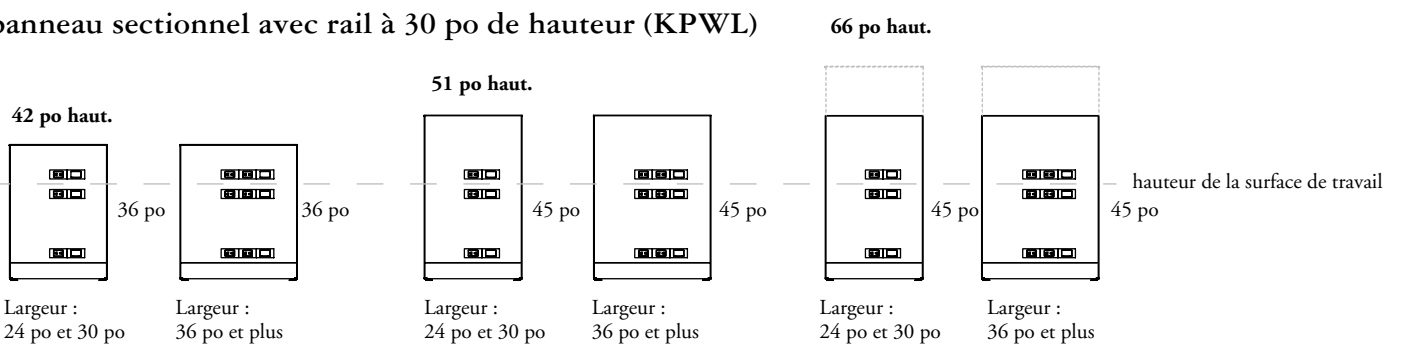 panneau sectionnel avec rail à 30 po de hauteur (KPWL)
66 po haut.
51 po haut.
42 po haut.
hauteur de la surface de travail
36 po
36 po
45 po
45 po
45 po
45 po
Largeur :
24 po et 30 po
Largeur :
36 po et plus
Largeur :
24 po et 30 po
Largeur :
36 po et plus
Largeur :
24 po et 30 po
Largeur :
36 po et plus